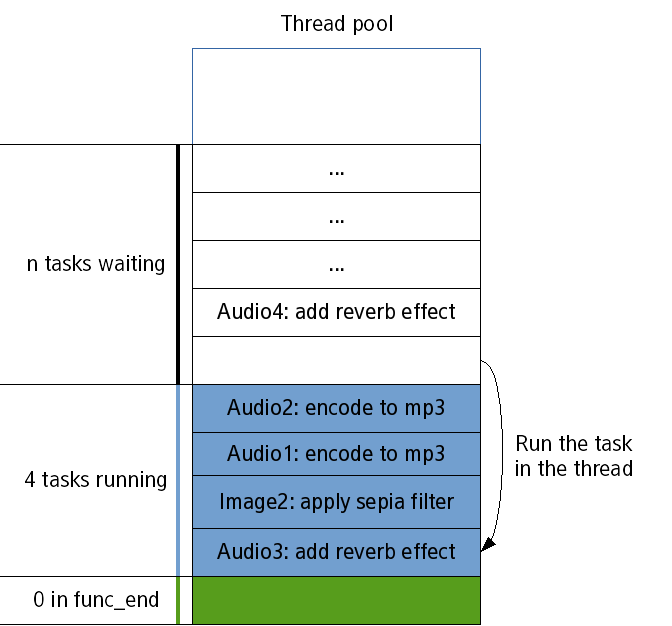 Thread pool
...
...
n tasks waiting
...
Audio4: add reverb effect
Audio2: encode to mp3
Audio1: encode to mp3
4 tasks running
Image2: apply sepia filter
Audio3: add reverb effect
Run the task
in the thread
0 in func_end